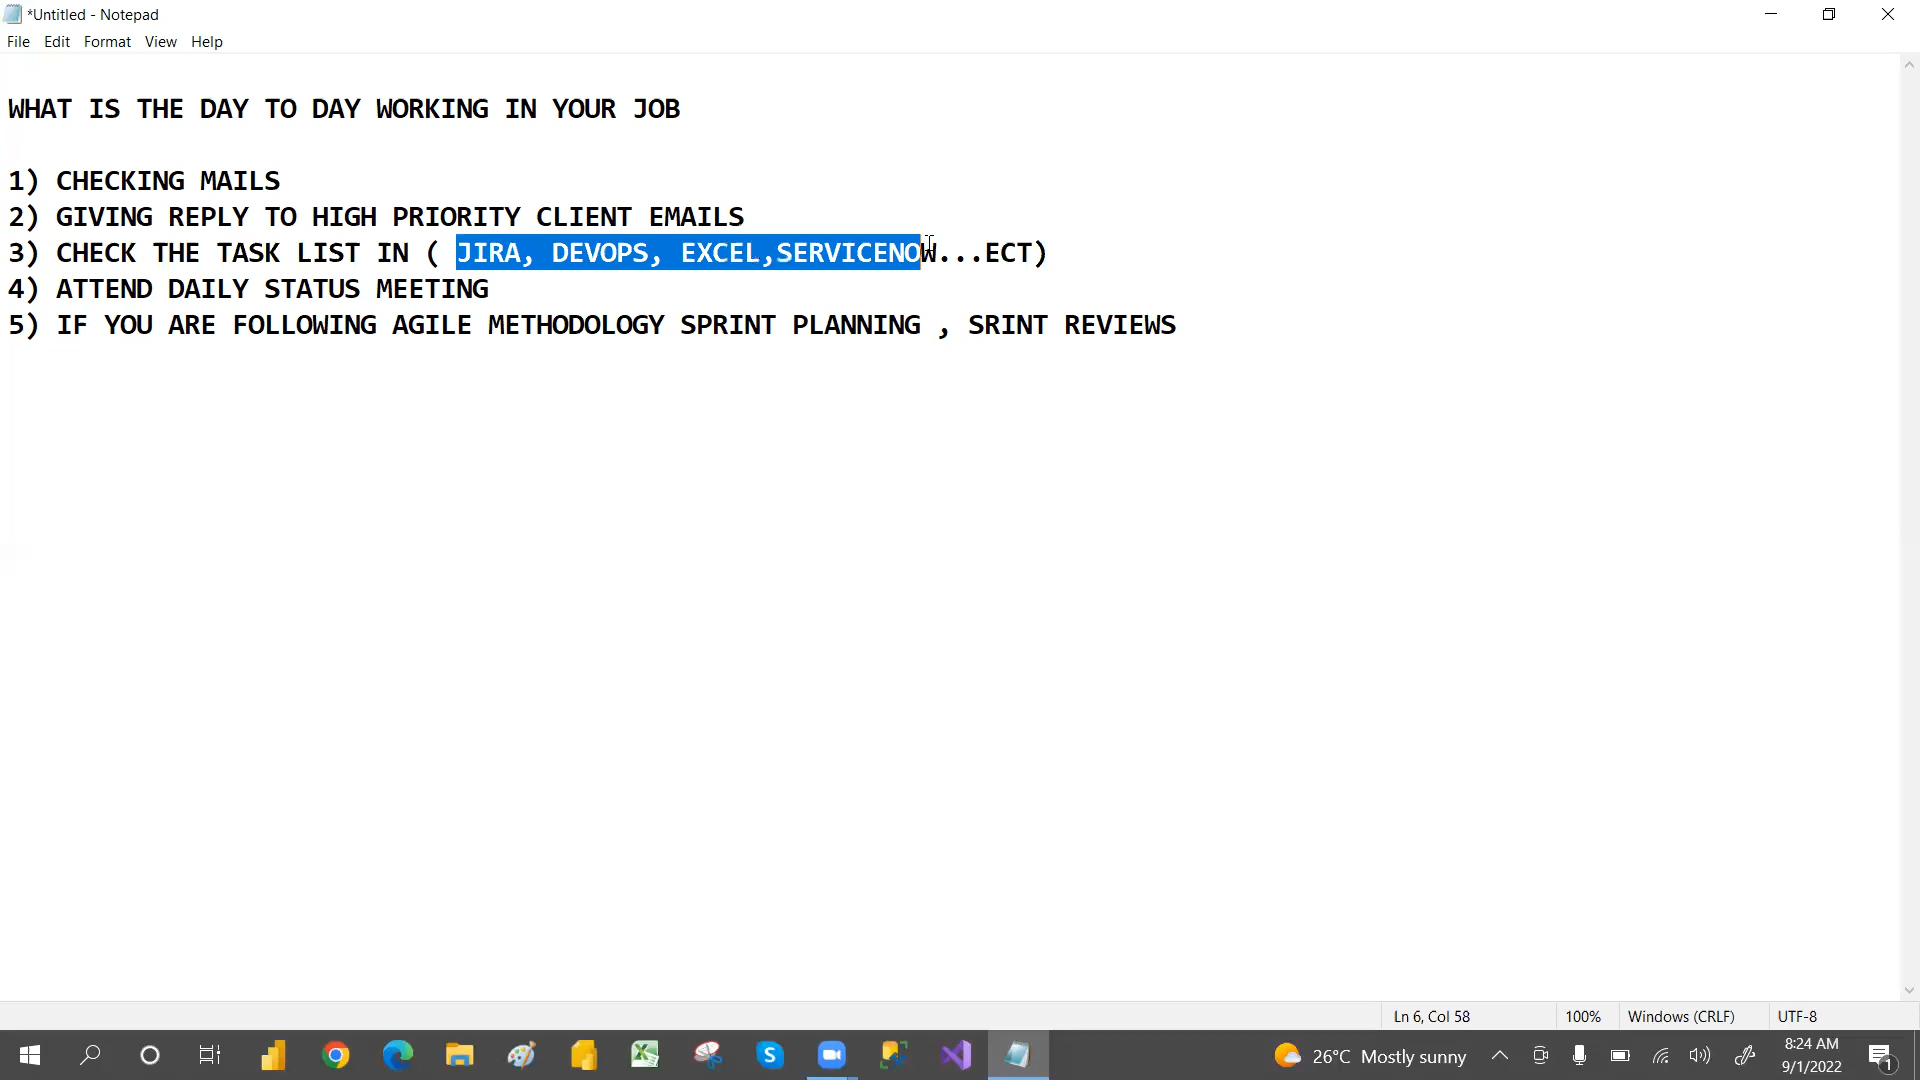 *Untitled - Notepad
File Edit Format View Help
WHAT IS THE DAY TO DAY WORKING IN YOUR JOB
1) CHECKING MAILS
2) GIVING REPLY TO HIGH PRIORITY CLIENT EMAILS
3) CHECK THE TASK LIST IN ( JIRA, DEVOPS, EXCEL,SERVICENOW...ECT)
4) ATTEND DAILY STATUS MEETING
5) IF YOU ARE FOLLOWING AGILE METHODOLOGY SPRINT PLANNING , SRINT REVIEWS
Ln 6, Col 58 100% Windows (CRLF) UTF-8
26°C Mostly sunny 8:24 AM
9/1/2022 1